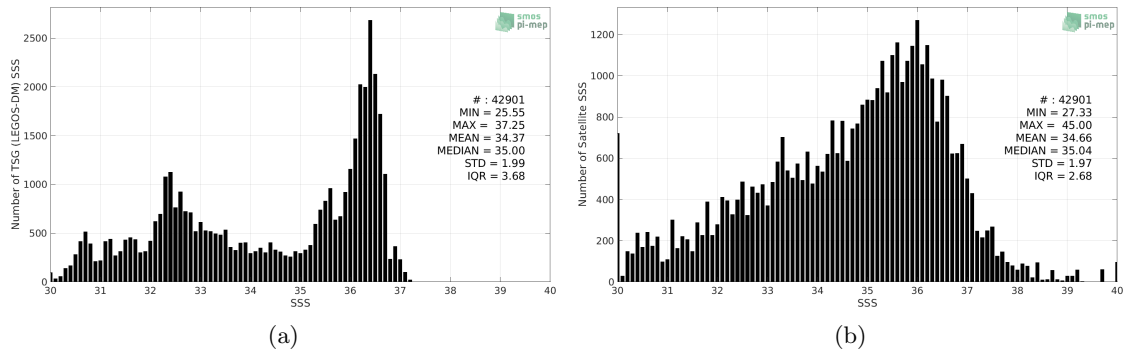 smos
pi-mep
Number of TSG (LEGOS-DM) SSS
2500
2000
1500
1000
500
0
# : 42901
MIN = 25.55
MAX = 37.25
MEAN = 34.37
MEDIAN = 35.00
STD = 1.99
IQR = 3.68
30 31 32 33 34 35 36 37 38 39 40
SSS
(a)
smos
pi-mep
Number of Satellite SSS
1200
1000
800
600
400
200
0
# : 42901
MIN = 27.33
MAX = 45.00
MEAN = 34.66
MEDIAN = 35.04
STD = 1.97
IQR = 2.68
30 31 32 33 34 35 36 37 38 39 40
SSS
(b)